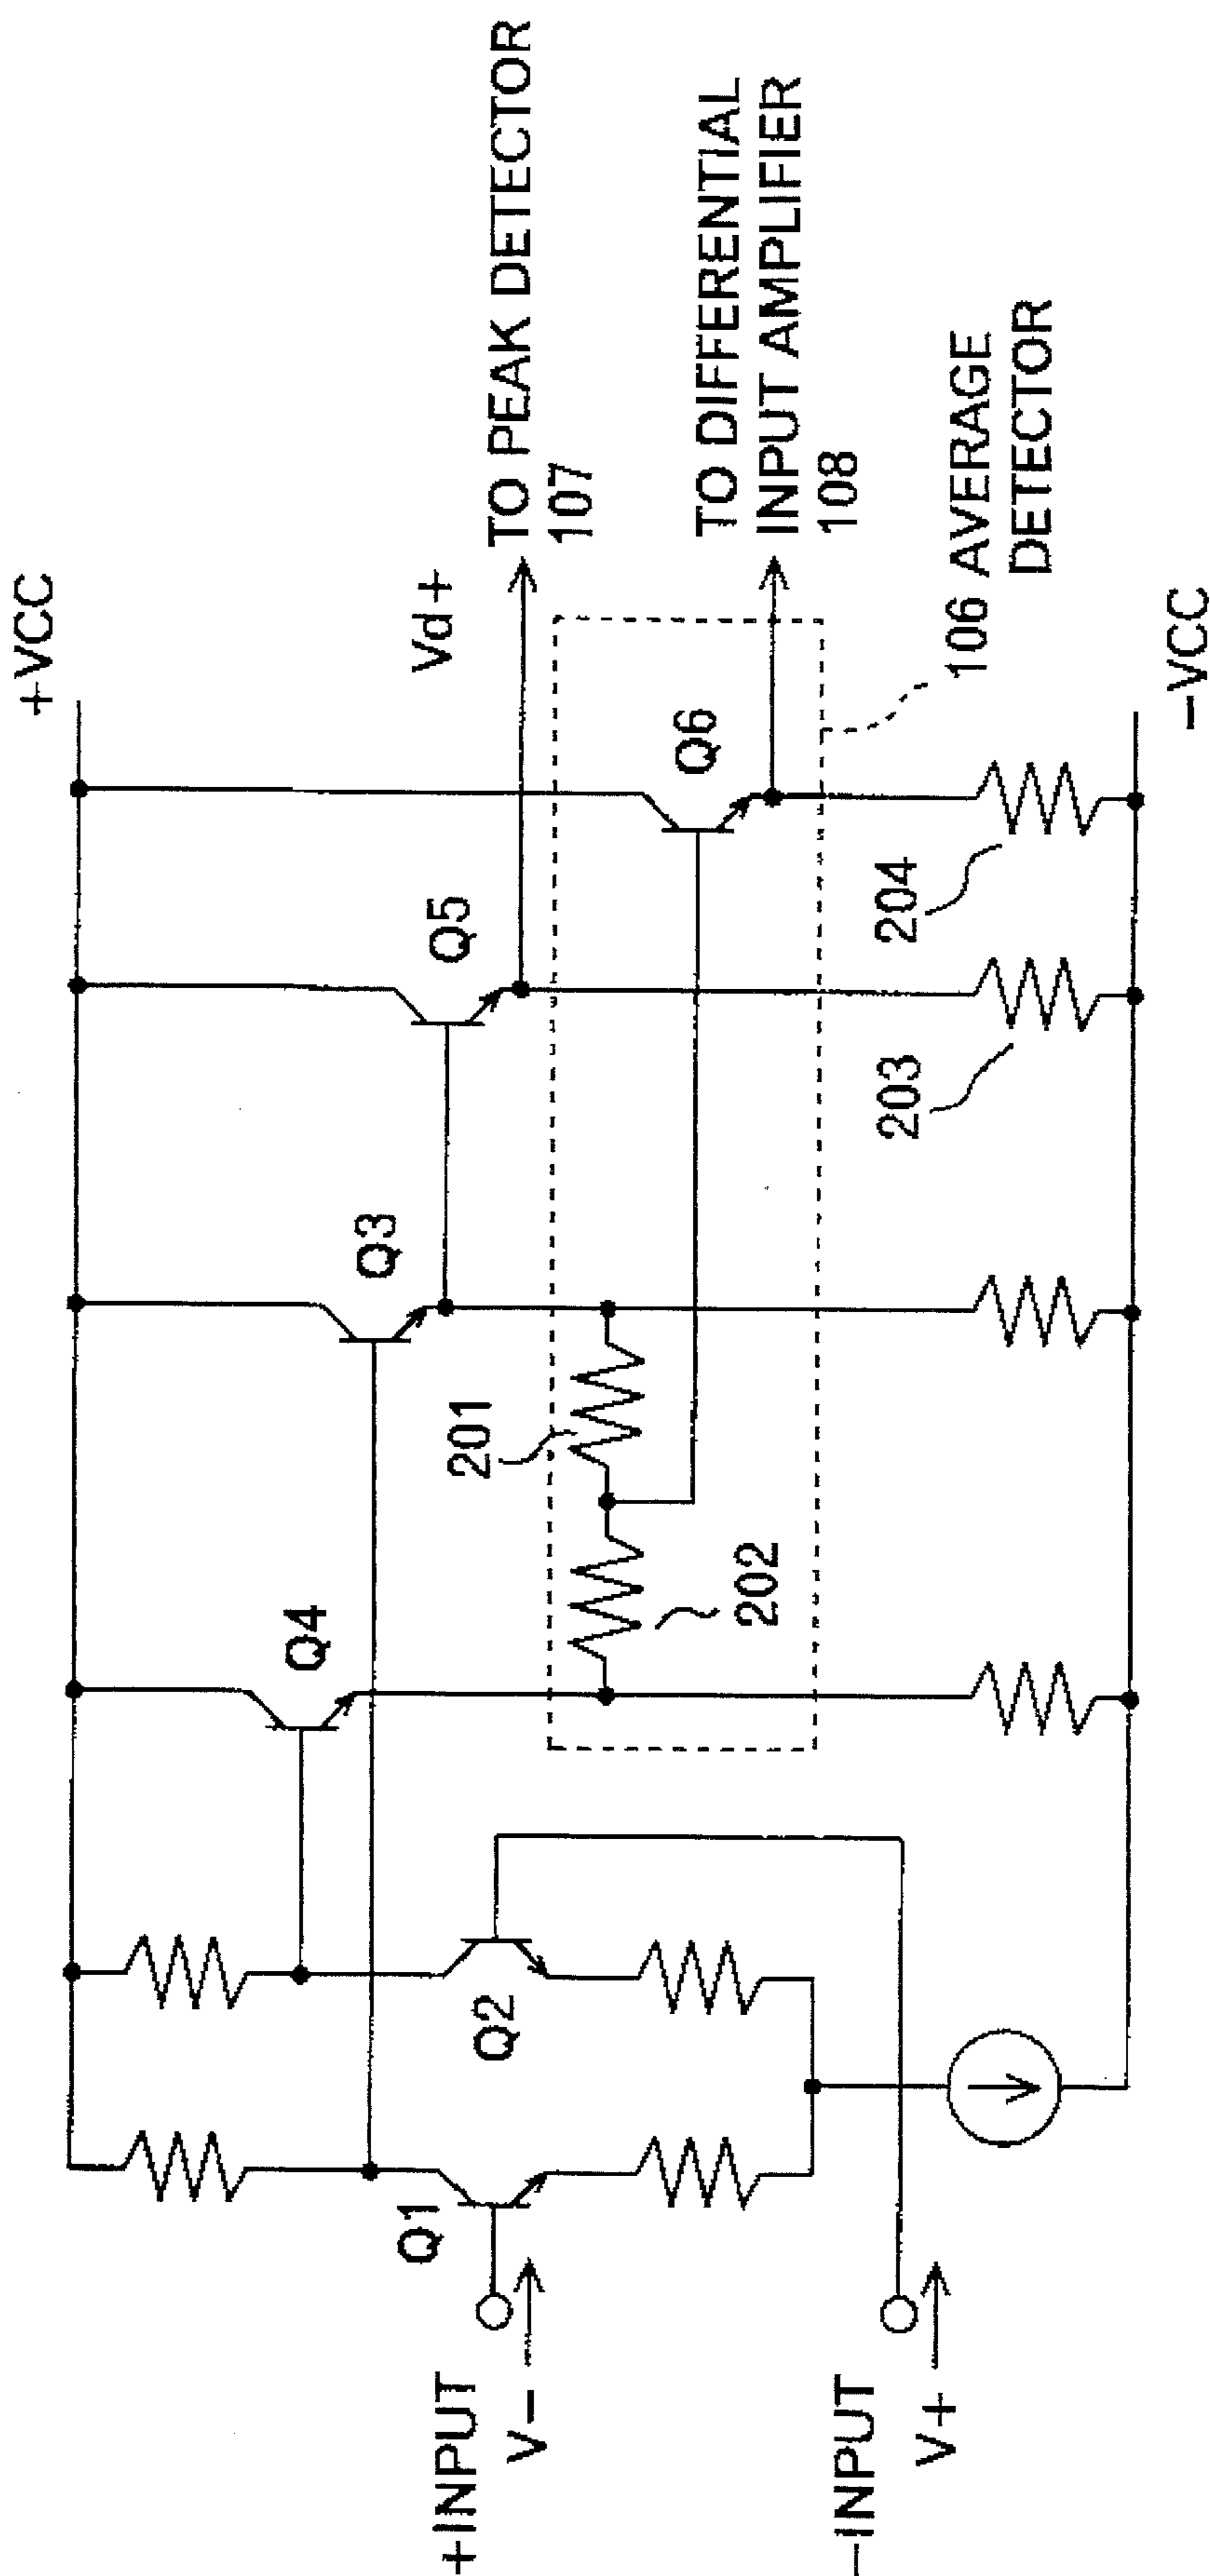 +VCC
Vd+
TO PEAK DETECTOR
107
TO DIFFERENTIAL
INPUT AMPLIFIER
108
106 AVERAGE
DETECTOR
−VCC
Q1
Q2
Q3
Q4
Q5
Q6
201
202
203
204
+INPUT
V−
−INPUT
V+